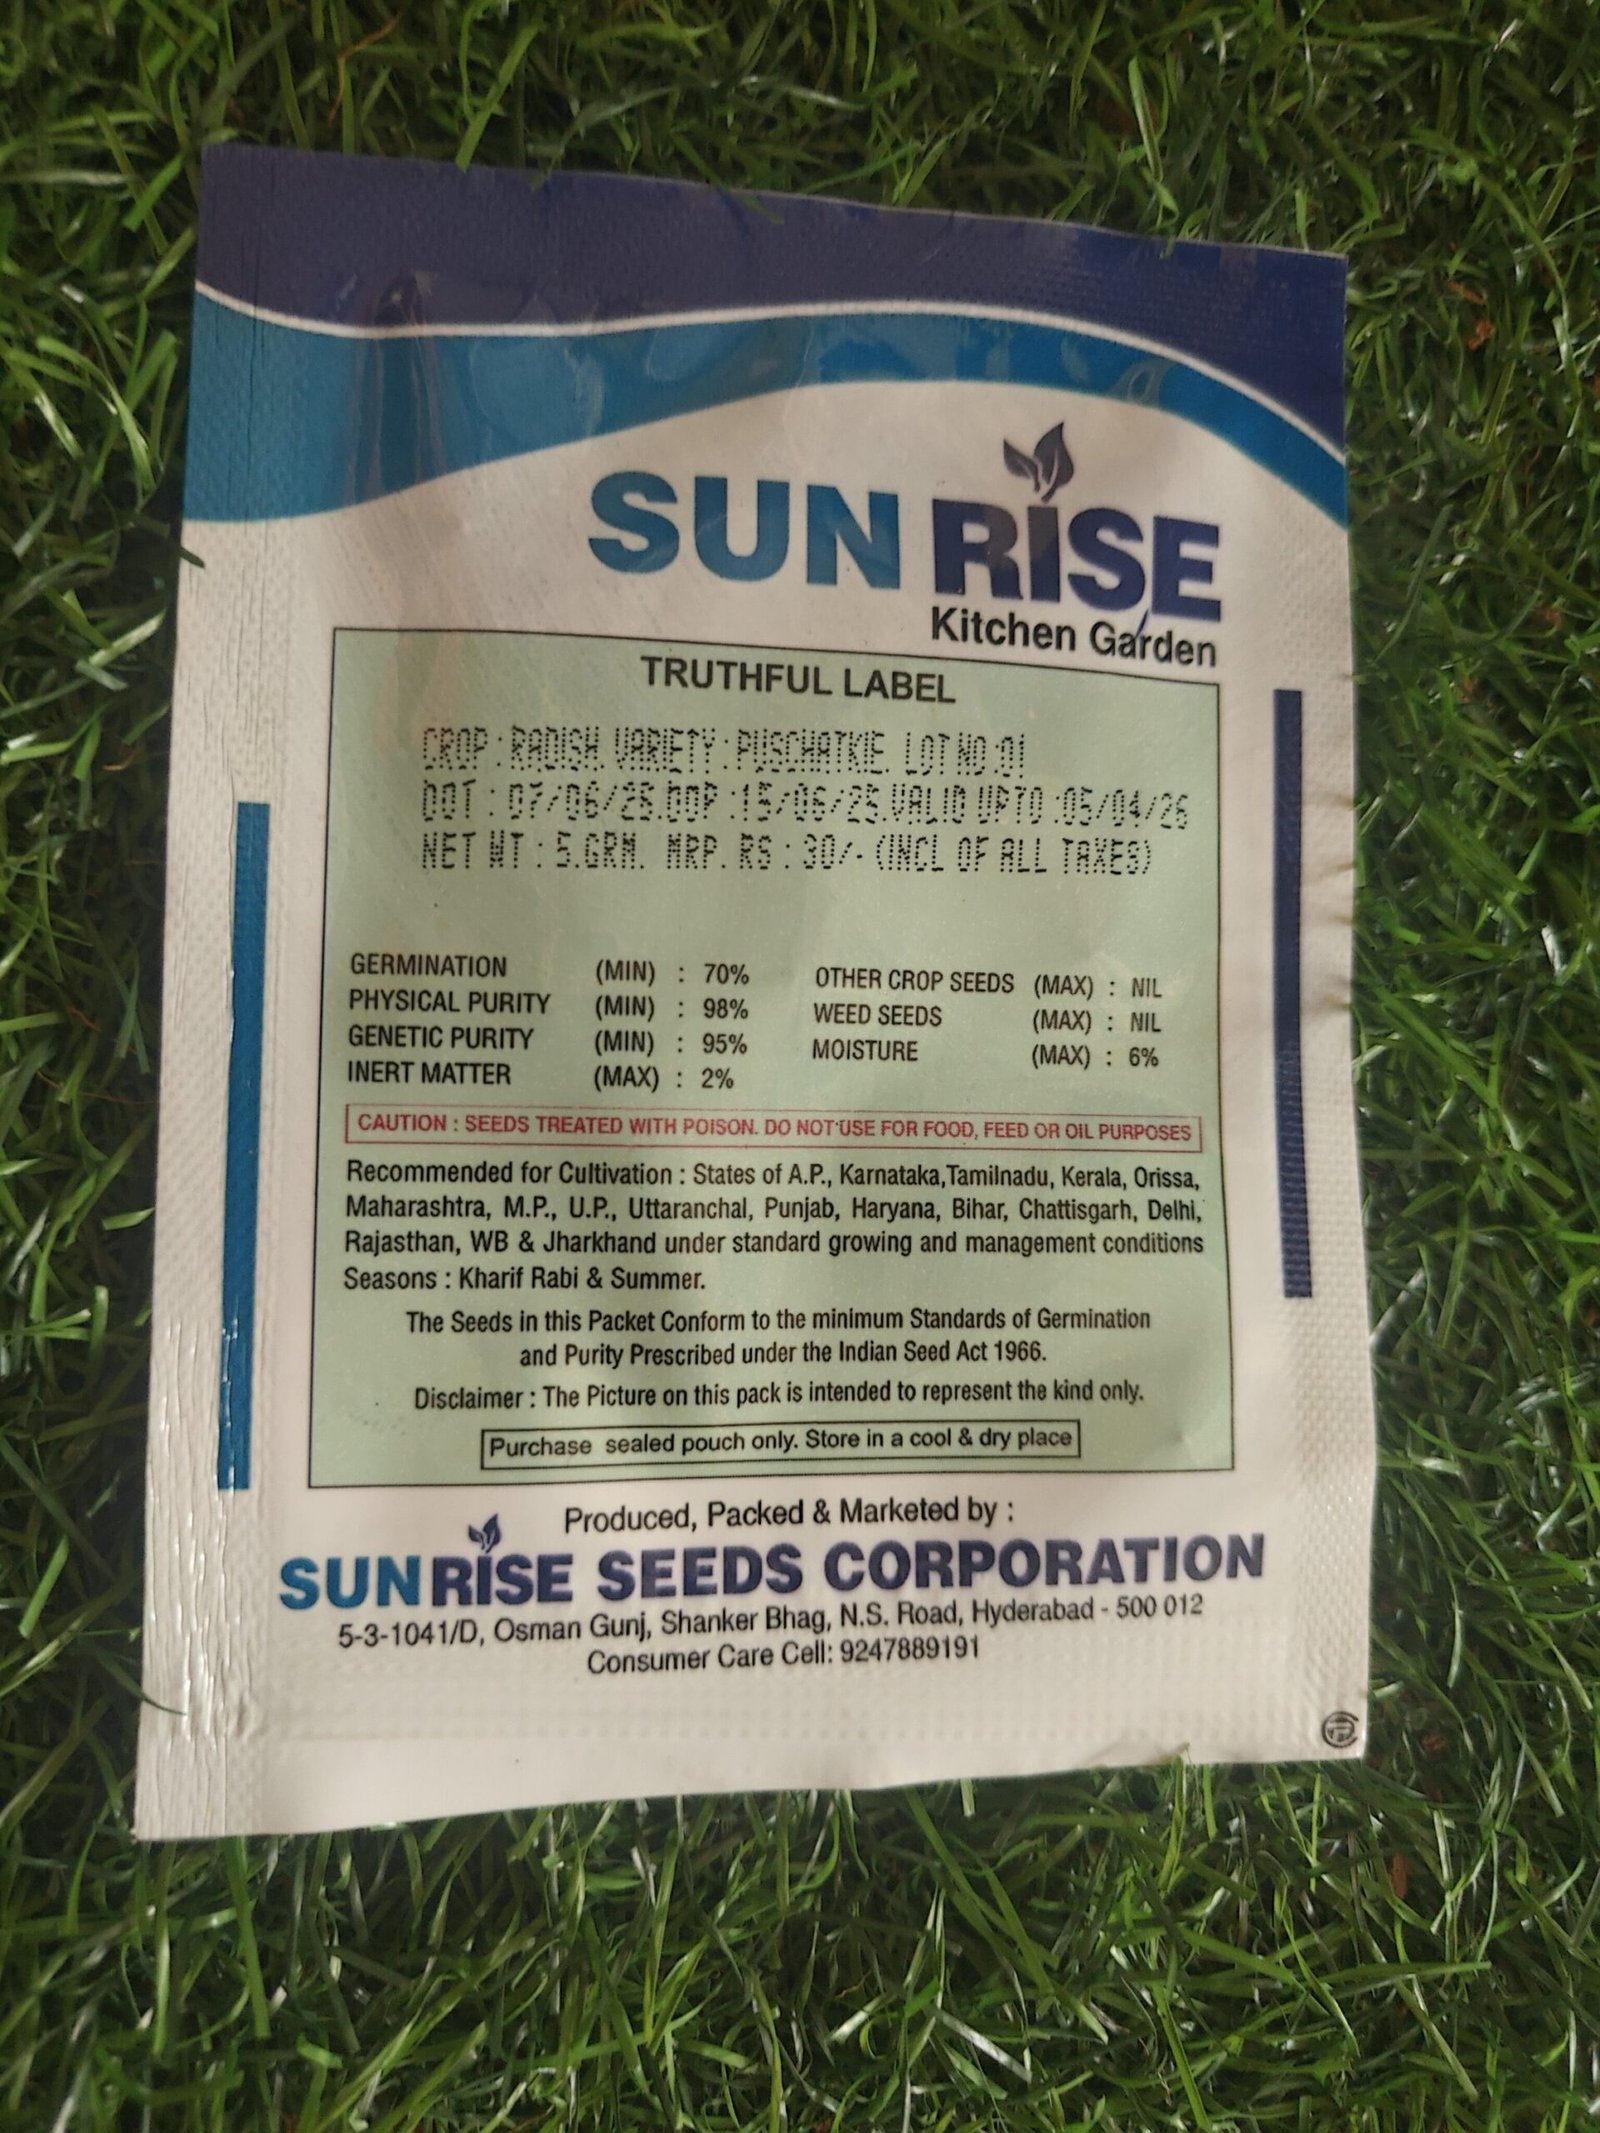 SUN RISE
Kitchen Garden
TRUTHFUL LABEL
CROP : RADISH. VARIETY : PUSCHATKIE. LOT NO :01
DOT : 07/06/25.DOP :15/06/25.VALID UPTO :05/04/26
NET WT : 5.GRM. MRP. RS : 30/- (INCL OF ALL TAXES)
GERMINATION (MIN) : 70% OTHER CROP SEEDS (MAX) : NIL
PHYSICAL PURITY (MIN) : 98% WEED SEEDS (MAX) : NIL
GENETIC PURITY (MIN) : 95% MOISTURE (MAX) : 6%
INERT MATTER (MAX) : 2%
CAUTION : SEEDS TREATED WITH POISON. DO NOT USE FOR FOOD, FEED OR OIL PURPOSES
Recommended for Cultivation : States of A.P., Karnataka,Tamilnadu, Kerala, Orissa,
Maharashtra, M.P., U.P., Uttaranchal, Punjab, Haryana, Bihar, Chattisgarh, Delhi,
Rajasthan, WB & Jharkhand under standard growing and management conditions
Seasons : Kharif Rabi & Summer.
The Seeds in this Packet Conform to the minimum Standards of Germination
and Purity Prescribed under the Indian Seed Act 1966.
Disclaimer : The Picture on this pack is intended to represent the kind only.
Purchase sealed pouch only. Store in a cool & dry place
Produced, Packed & Marketed by :
SUNRISE SEEDS CORPORATION
5-3-1041/D, Osman Gunj, Shanker Bhag, N.S. Road, Hyderabad - 500 012
Consumer Care Cell: 9247889191